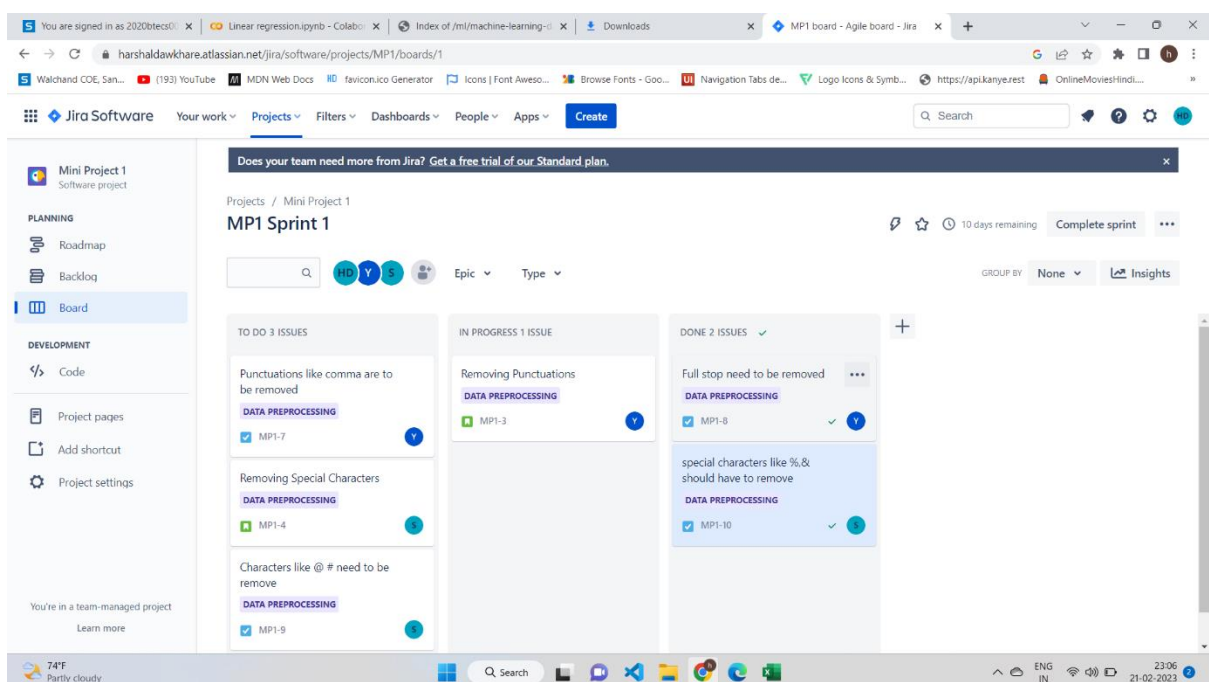 You are signed in as 2020btecs00
Linear regression.ipynb - Colabo
Index of /ml/machine-learning-d
Downloads
MP1 board - Agile board - Jira
harshaldawkhare.atlassian.net/jira/software/projects/MP1/boards/1
Walchand COE, San...
(193) YouTube
MDN Web Docs
favicon.ico Generator
Icons | Font Aweso...
Browse Fonts - Goo...
Navigation Tabs de...
Logo Icons & Symb...
https://api.kanye.rest
OnlineMoviesHindi....
Jira Software Your work Projects Filters Dashboards People Apps Create
Search
HD
Mini Project 1
Software project
PLANNING
Roadmap
Backlog
Board
DEVELOPMENT
Code
Project pages
Add shortcut
Project settings
You're in a team-managed project
Learn more
Does your team need more from Jira? Get a free trial of our Standard plan.
Projects / Mini Project 1
MP1 Sprint 1
10 days remaining
Complete sprint
HD Y S
Epic Type
GROUP BY None Insights
TO DO 3 ISSUES
Punctuations like comma are to
be removed
DATA PREPROCESSING
MP1-7 Y
Removing Special Characters
DATA PREPROCESSING
MP1-4 S
Characters like @ # need to be
remove
DATA PREPROCESSING
MP1-9 S
IN PROGRESS 1 ISSUE
Removing Punctuations
DATA PREPROCESSING
MP1-3 Y
DONE 2 ISSUES
Full stop need to be removed
DATA PREPROCESSING
MP1-8 Y
special characters like %,&
should have to remove
DATA PREPROCESSING
MP1-10 S
74°F
Partly cloudy
Search
ENG
IN
23:06
21-02-2023
2